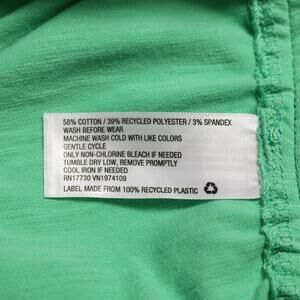 58% COTTON / 39% RECYCLED POLYESTER / 3% SPANDEX
WASH BEFORE WEAR
MACHINE WASH COLD WITH LIKE COLORS
GENTLE CYCLE
ONLY NON-CHLORINE BLEACH IF NEEDED
TUMBLE DRY LOW, REMOVE PROMPTLY
COOL IRON IF NEEDED
RN17730 VN1974109
LABEL MADE FROM 100% RECYCLED PLASTIC